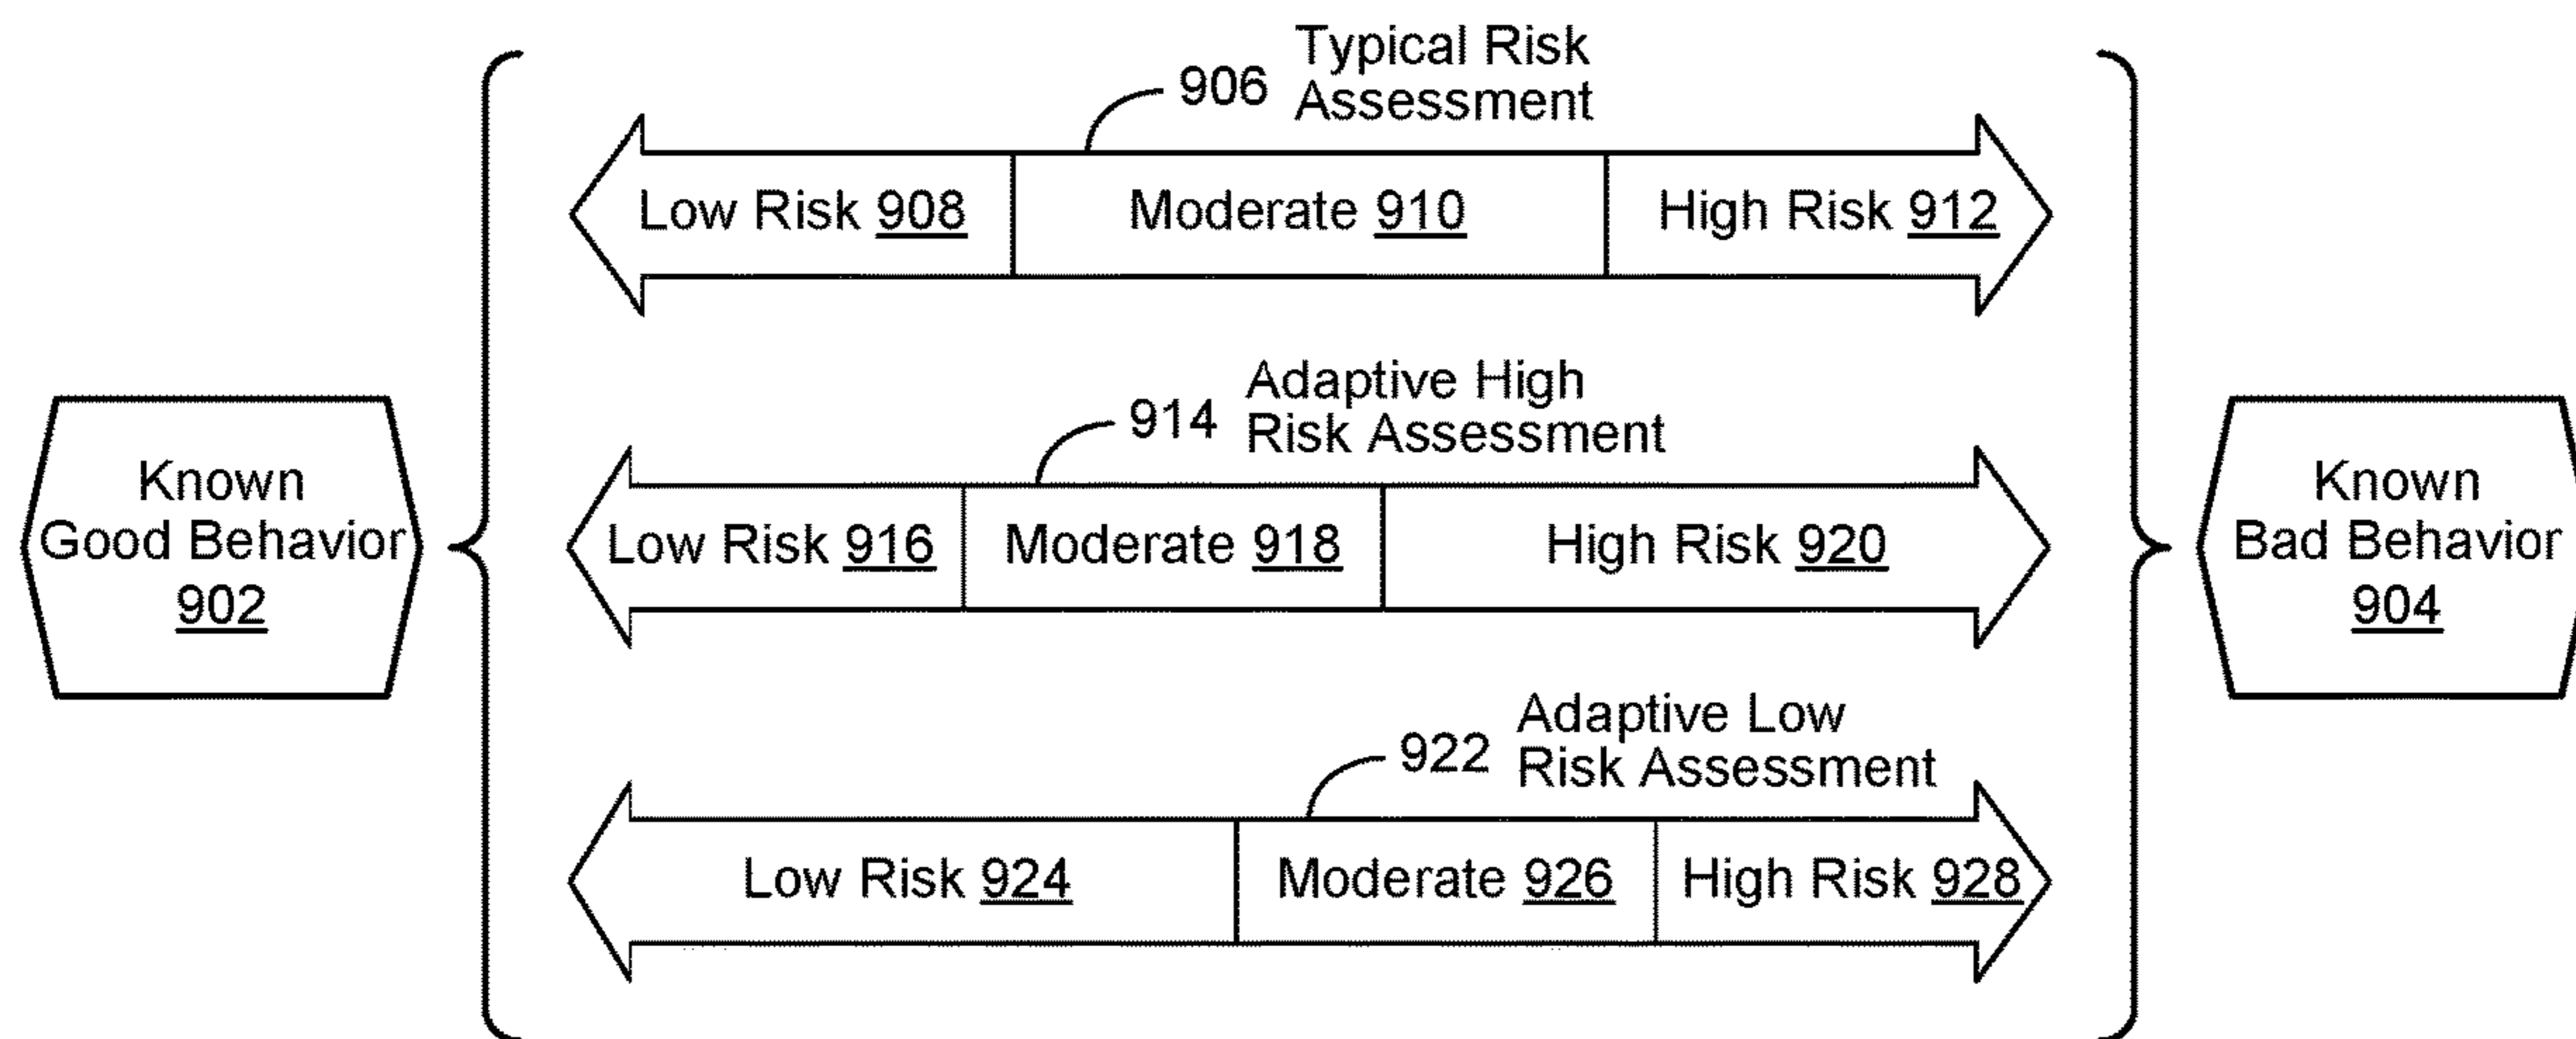 Typical Risk
906 Assessment
Low Risk 908 Moderate 910 High Risk 912
Adaptive High
914 Risk Assessment
Known
Good Behavior
902
Low Risk 916 Moderate 918 High Risk 920
Known
Bad Behavior
904
Adaptive Low
922 Risk Assessment
Low Risk 924 Moderate 926 High Risk 928